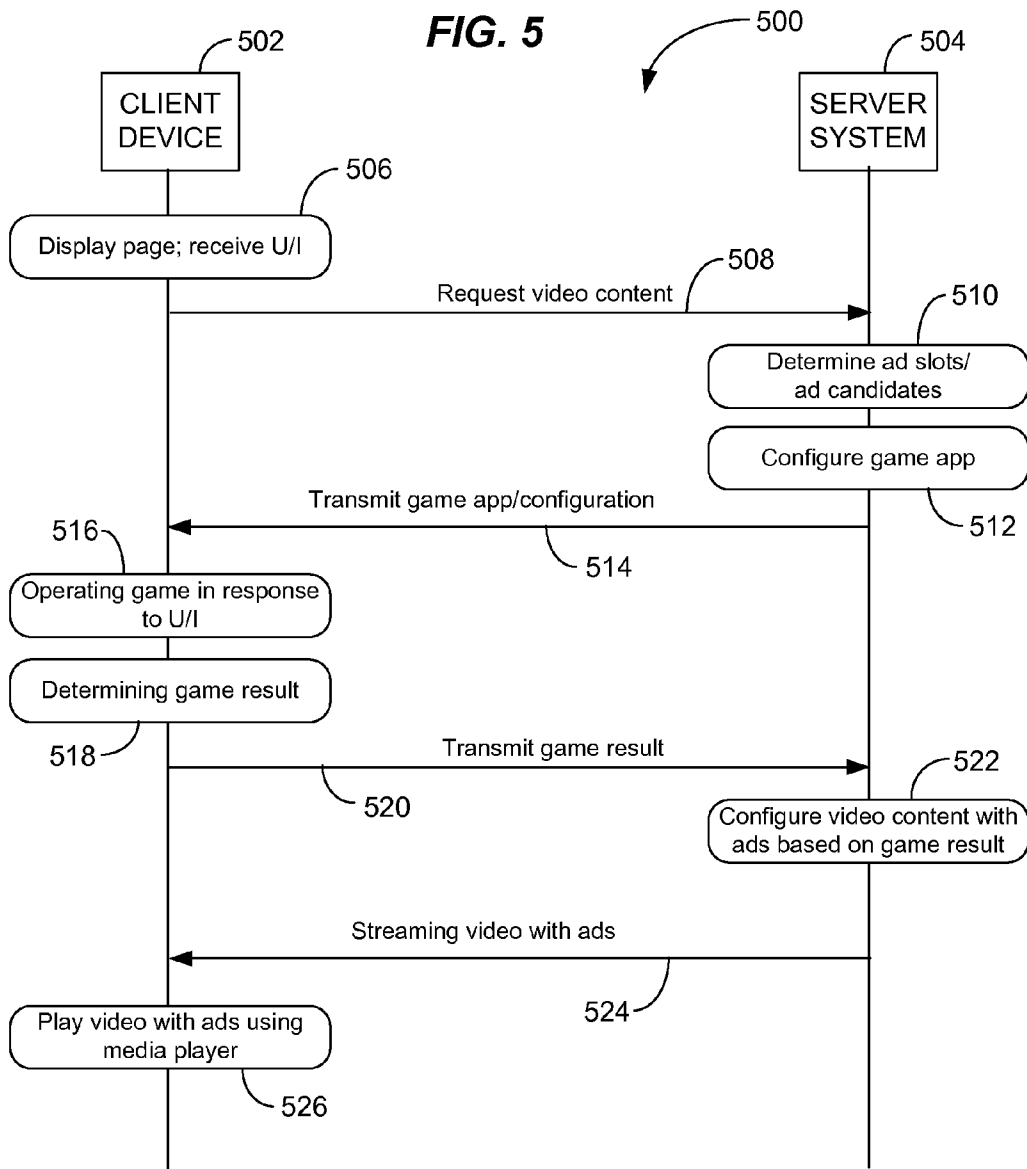 FIG. 5
500
502
504
CLIENT
DEVICE
SERVER
SYSTEM
506
Display page; receive U/I
508
Request video content
510
Determine ad slots/
ad candidates
Configure game app
512
Transmit game app/configuration
514
516
Operating game in response
to U/I
Determining game result
518
Transmit game result
520
522
Configure video content with
ads based on game result
Streaming video with ads
524
Play video with ads using
media player
526